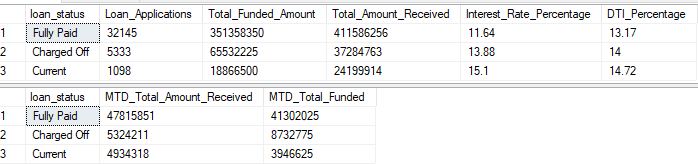 loan_status Loan_Applications Total_Funded_Amount Total_Amount_Received Interest_Rate_Percentage DTI_Percentage
1 Fully Paid 32145 351358350 411586256 11.64 13.17
2 Charged Off 5333 65532225 37284763 13.88 14
3 Current 1098 18866500 24199914 15.1 14.72
loan_status MTD_Total_Amount_Received MTD_Total_Funded
1 Fully Paid 47815851 41302025
2 Charged Off 5324211 8732775
3 Current 4934318 3946625